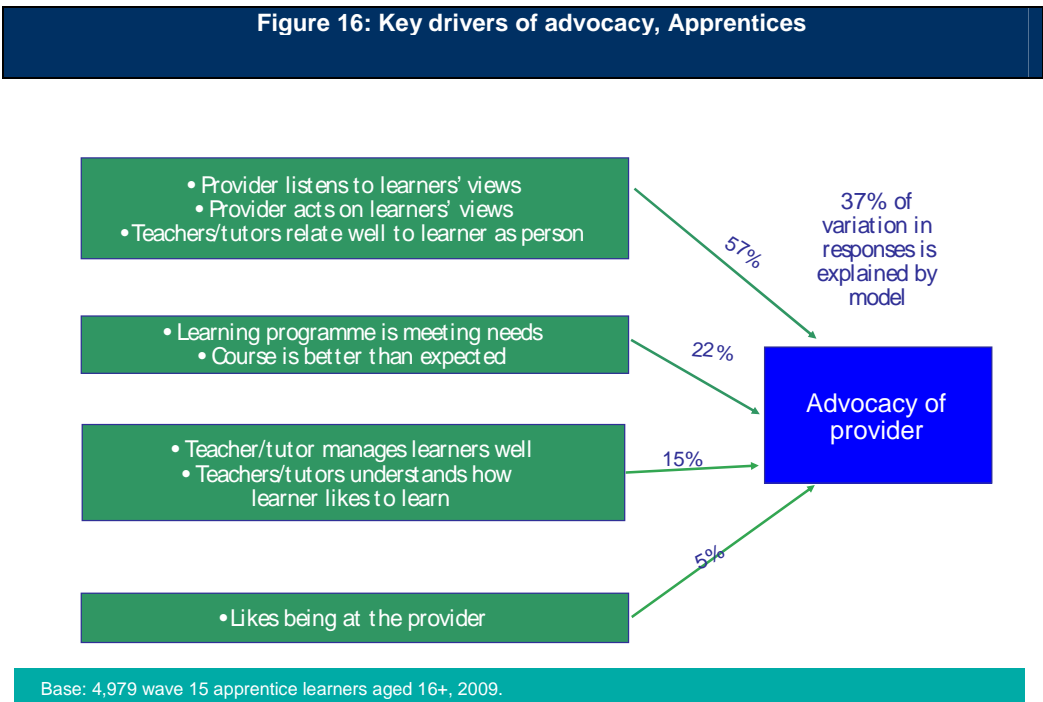 Figure 16: Key drivers of advocacy, Apprentices
• Provider listens to learners' views
• Provider acts on learners' views
• Teachers/tutors relate well to learner as person
57%
37% of
variation in
responses is
explained by
model
• Learning programme is meeting needs
• Course is better than expected
22%
Advocacy of
provider
• Teacher/tutor manages learners well
• Teachers/tutors understands how
learner likes to learn
15%
5%
• Likes being at the provider
Base: 4,979 wave 15 apprentice learners aged 16+, 2009.